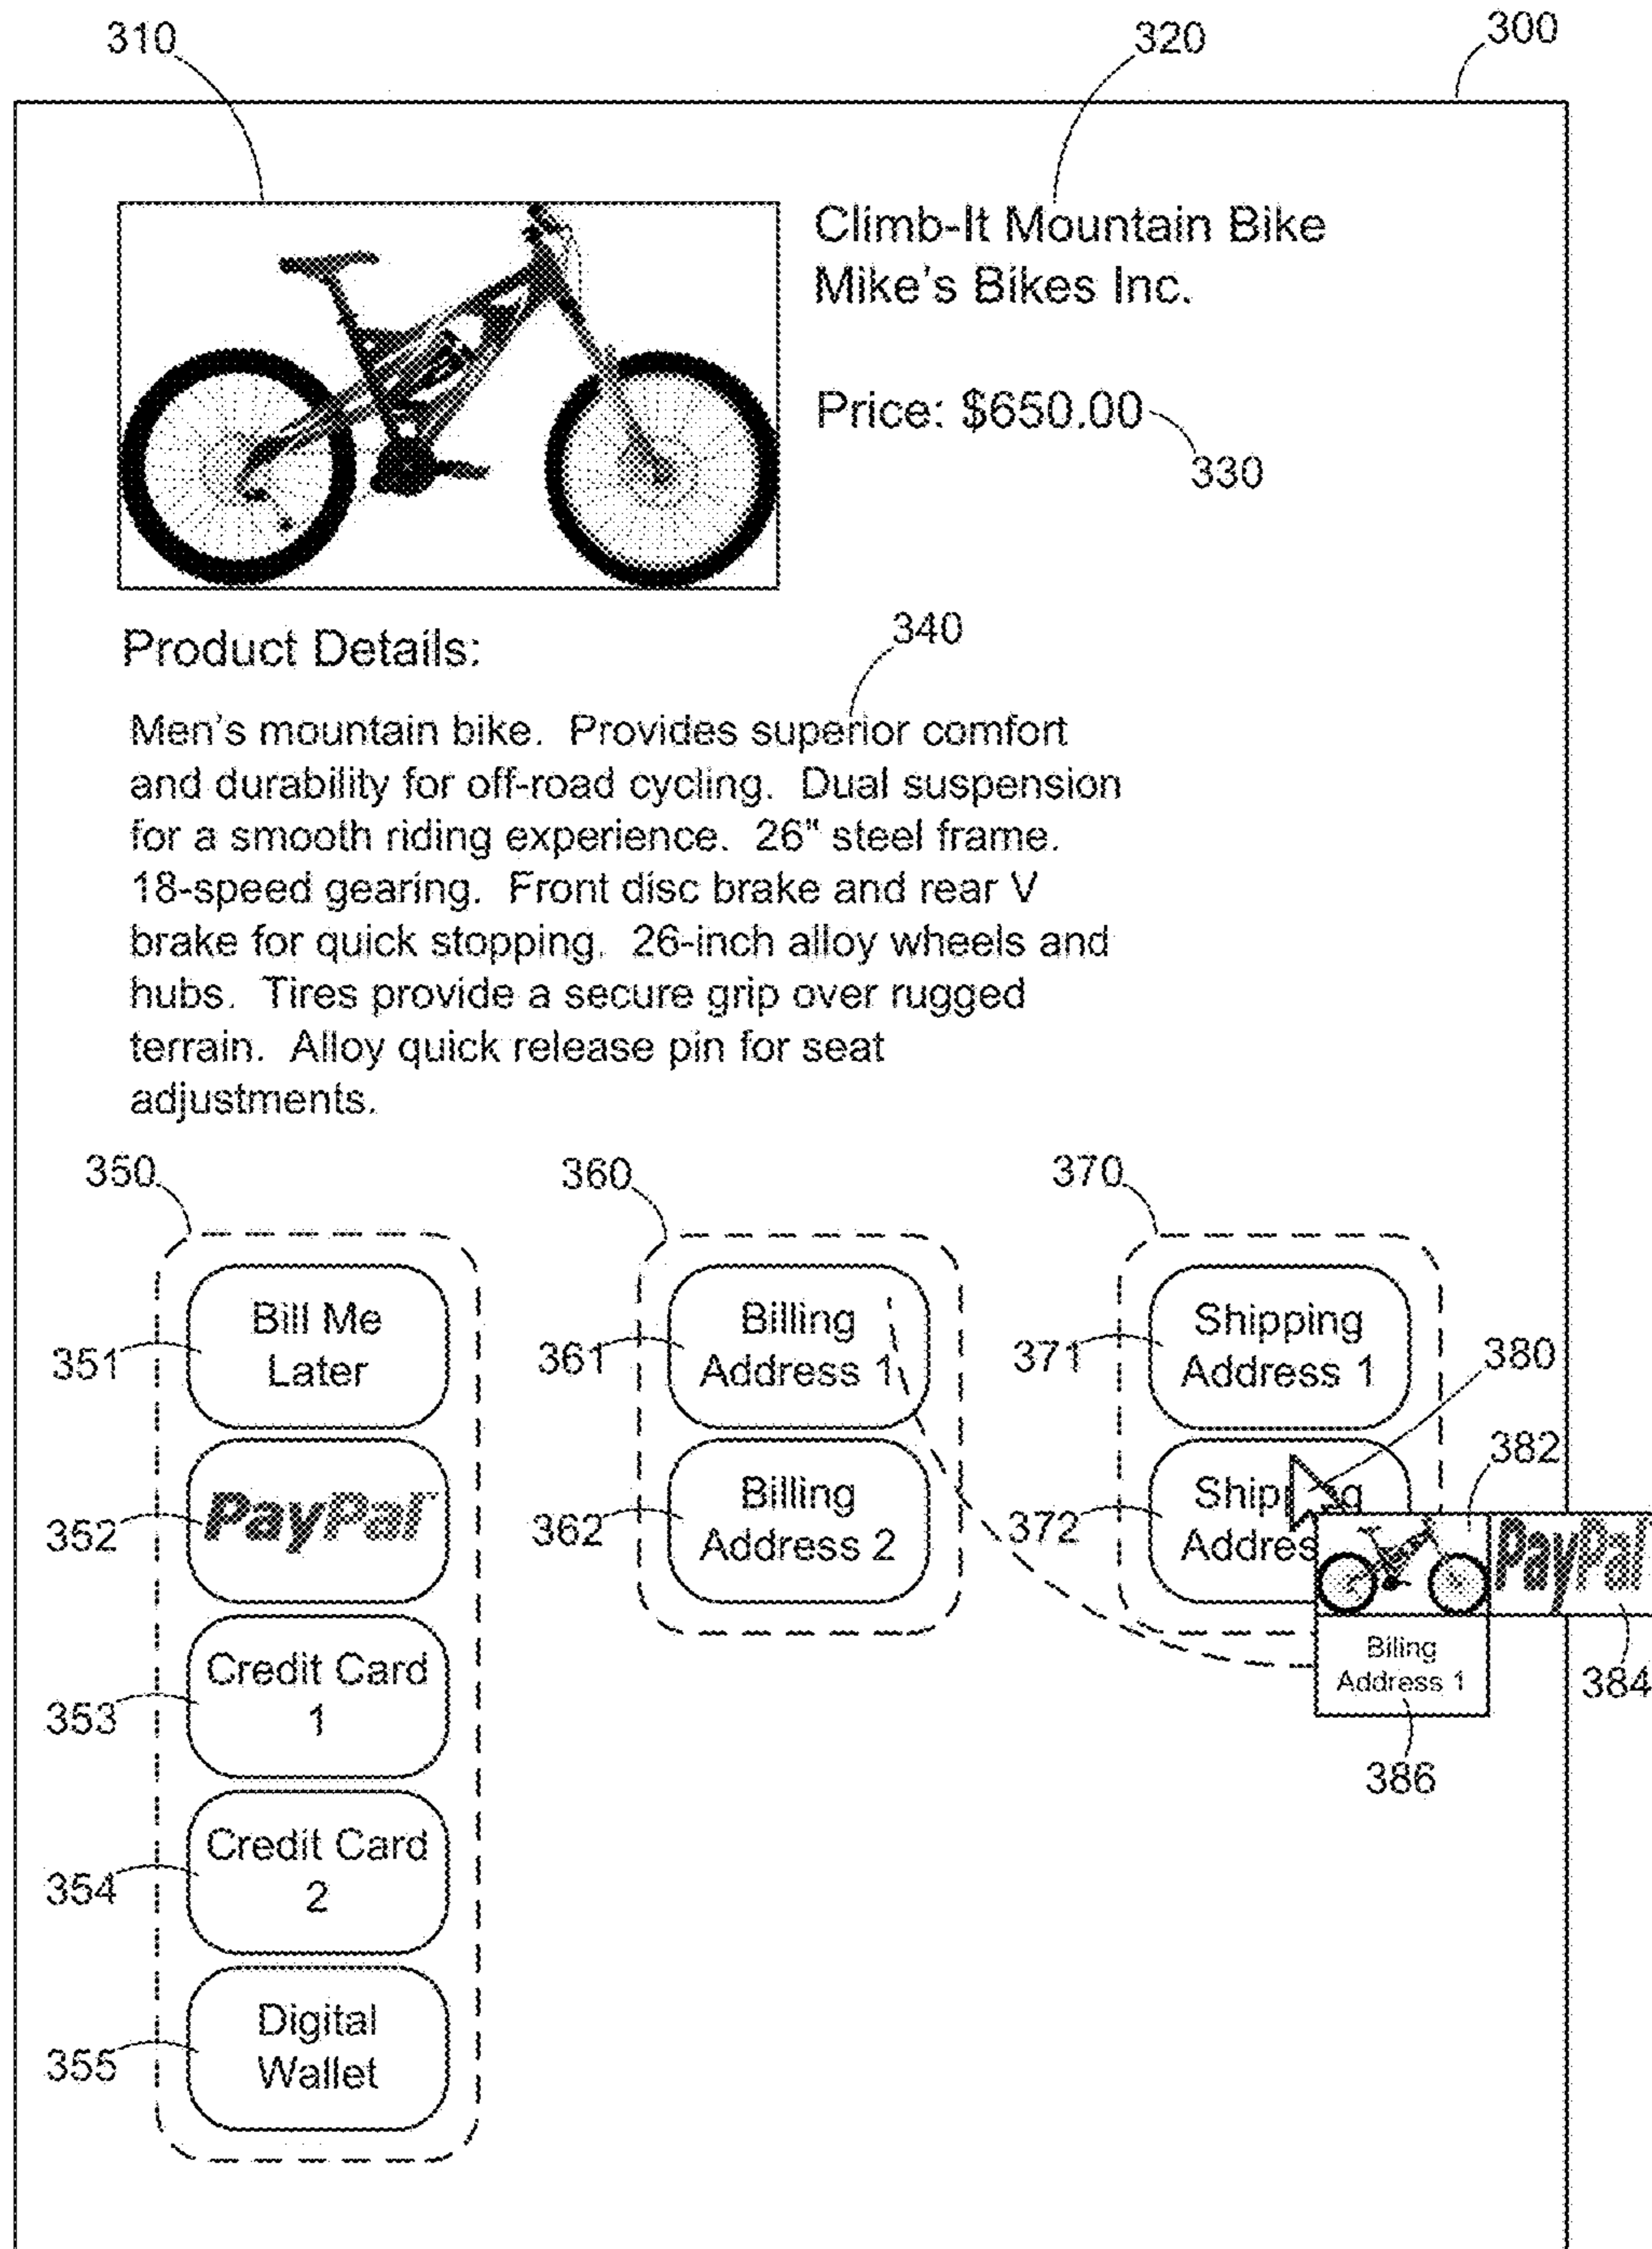 310
320
300
Climb-It Mountain Bike
Mike's Bikes Inc.
Price: $650.00
330
Product Details:
340
Men's mountain bike. Provides superior comfort
and durability for off-road cycling. Dual suspension
for a smooth riding experience. 26" steel frame.
18-speed gearing. Front disc brake and rear V
brake for quick stopping. 26-inch alloy wheels and
hubs. Tires provide a secure grip over rugged
terrain. Alloy quick release pin for seat
adjustments.
350
360
370
351
Bill Me
Later
352
PayPal™
353
Credit Card
1
354
Credit Card
2
355
Digital
Wallet
361
Billing
Address 1
362
Billing
Address 2
371
Shipping
Address 1
380
382
372
PayPal
384
Biling
Address 1
386